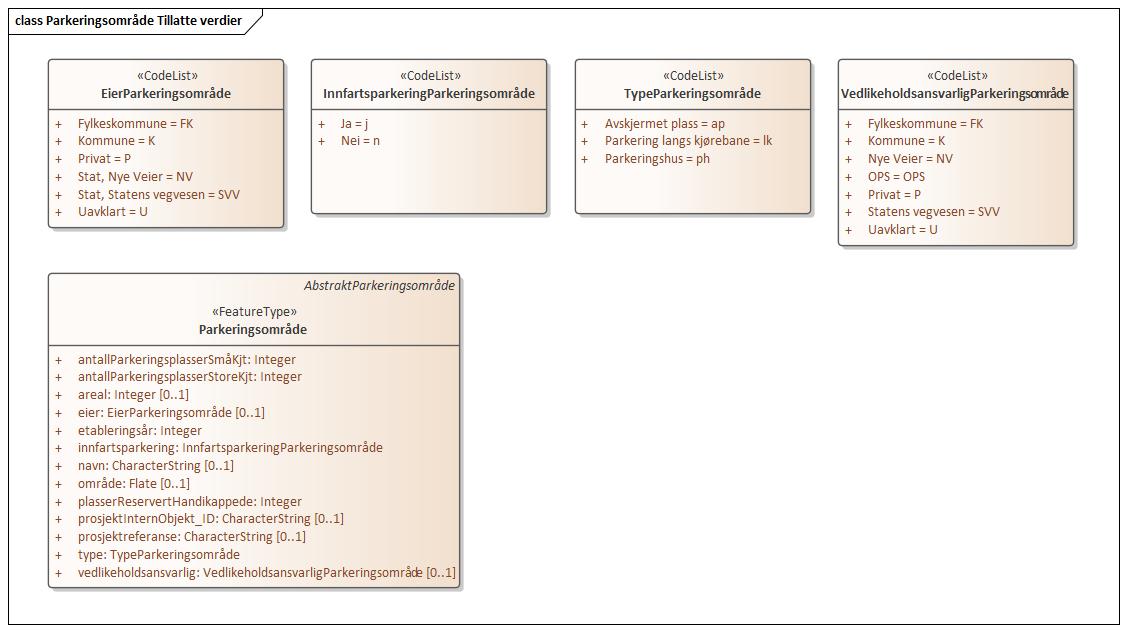 class Parkeringsområde Tillatte verdier
«CodeList»
EierParkeringsområde
+ Fylkeskommune = FK
+ Kommune = K
+ Privat = P
+ Stat, Nye Veier = NV
+ Stat, Statens vegvesen = SVV
+ Uavklart = U
«CodeList»
InnfartsparkeringParkeringsområde
+ Ja = j
+ Nei = n
«CodeList»
TypeParkeringsområde
+ Avskjermet plass = ap
+ Parkering langs kjørebane = lk
+ Parkeringshus = ph
«CodeList»
VedlikeholdsansvarligParkeringsområde
+ Fylkeskommune = FK
+ Kommune = K
+ Nye Veier = NV
+ OPS = OPS
+ Privat = P
+ Statens vegvesen = SVV
+ Uavklart = U
AbstraktParkeringsområde
«FeatureType»
Parkeringsområde
+ antallParkeringsplasserSmåKjt: Integer
+ antallParkeringsplasserStoreKjt: Integer
+ areal: Integer [0..1]
+ eier: EierParkeringsområde [0..1]
+ etableringsår: Integer
+ innfartsparkering: InnfartsparkeringParkeringsområde
+ navn: CharacterString [0..1]
+ område: Flate [0..1]
+ plasserReservertHandikappede: Integer
+ prosjektInternObjekt_ID: CharacterString [0..1]
+ prosjektreferanse: CharacterString [0..1]
+ type: TypeParkeringsområde
+ vedlikeholdsansvarlig: VedlikeholdsansvarligParkeringsområde [0..1]